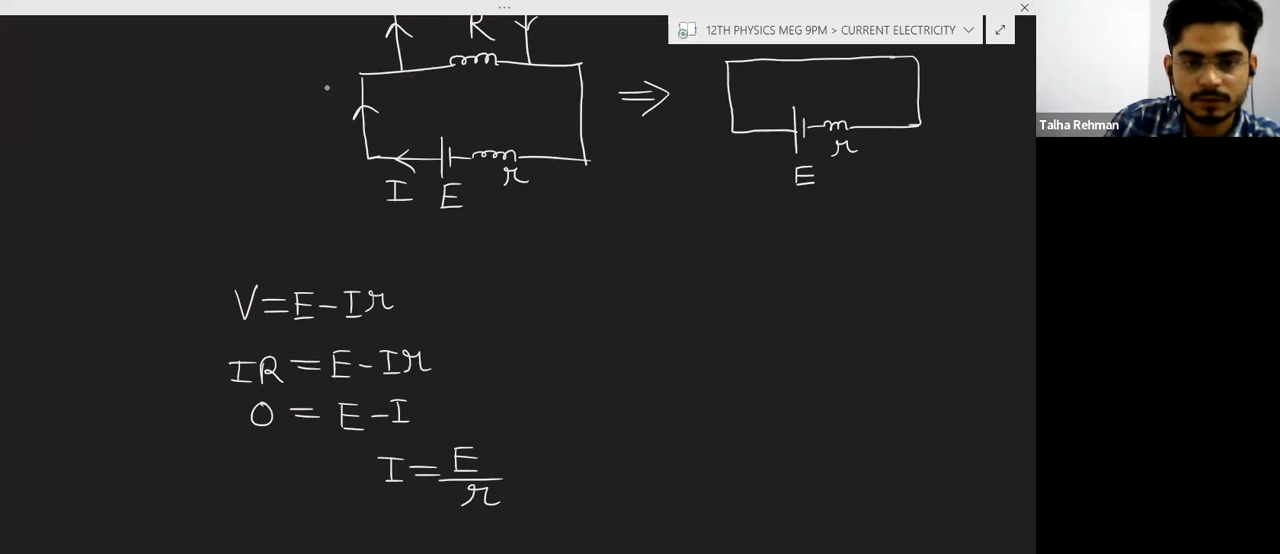 R
12TH PHYSICS MEG 9PM > CURRENT ELECTRICITY
Talha Rehman
r
I
E
r
E
V=E-Ir
IR=E-Ir
0=E-I
I=E/r